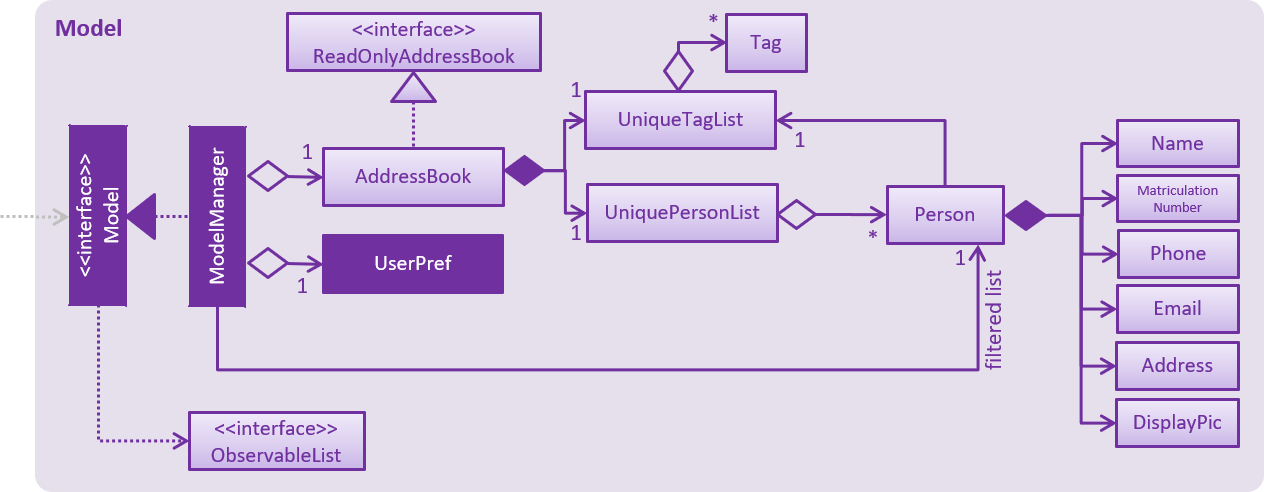 Model
<<interface>>
ReadOnlyAddressBook
*
Tag
1
UniqueTagList
1
<<interface>>
Model
ModelManager
1
AddressBook
UniquePersonList
1
Person
*
1
filtered list
UserPref
1
<<interface>>
ObservableList
Name
Matriculation
Number
Phone
Email
Address
DisplayPic